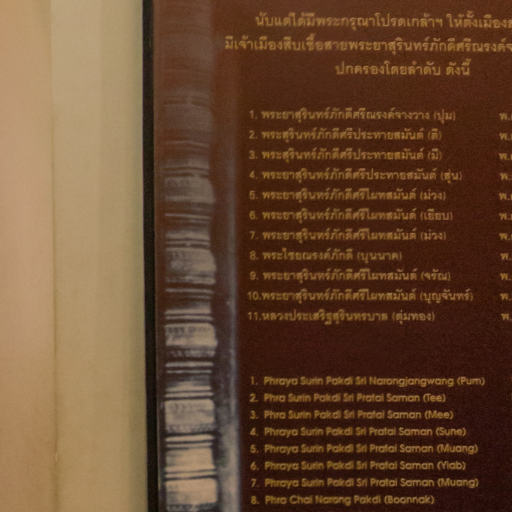 นับแต่ได้มีพระกรุณาโปรดเกล้าฯ ให้ตั้งเมือง
มีเจ้าเมืองสืบเชื้อสายพระยาสุรินทร์ภักดีศรีณรงค์
ปกครองโดยลำดับ ดังนี้
1. พระยาสุรินทร์ภักดีศรีณรงค์จางวาง (ปุม) พ.
2. พระสุรินทร์ภักดีศรีประทายสมันต์ (ตี) พ.
3. พระสุรินทร์ภักดีศรีประทายสมันต์ (มี) พ.
4. พระยาสุรินทร์ภักดีศรีประทายสมันต์ (สุ่น) พ.
5. พระยาสุรินทร์ภักดีศรีไผทสมันต์ (ม่วง) พ.
6. พระยาสุรินทร์ภักดีศรีไผทสมันต์ (เยียบ) พ.
7. พระยาสุรินทร์ภักดีศรีไผทสมันต์ (ม่วง) พ.
8. พระไชยณรงค์ภักดี (บุนนาค) พ.
9. พระยาสุรินทร์ภักดีศรีไผทสมันต์ (จรัณ) พ.
10.พระยาสุรินทร์ภักดีศรีไผทสมันต์ (บุญจันทร์) พ.
11.หลวงประเสริฐสุรินทรบาล (ตุ่มทอง) พ.
1. Phraya Surin Pakdi Sri Narongjangwang (Pum)
2. Phra Surin Pakdi Sri Pratai Saman (Tee)
3. Phra Surin Pakdi Sri Pratai Saman (Mee)
4. Phraya Surin Pakdi Sri Pratai Saman (Sune)
5. Phraya Surin Pakdi Sri Pratai Saman (Muang)
6. Phraya Surin Pakdi Sri Pratai Saman (Yiab)
7. Phraya Surin Pakdi Sri Pratai Saman (Muang)
8. Phra Chai Narong Pakdi (Boonnak)